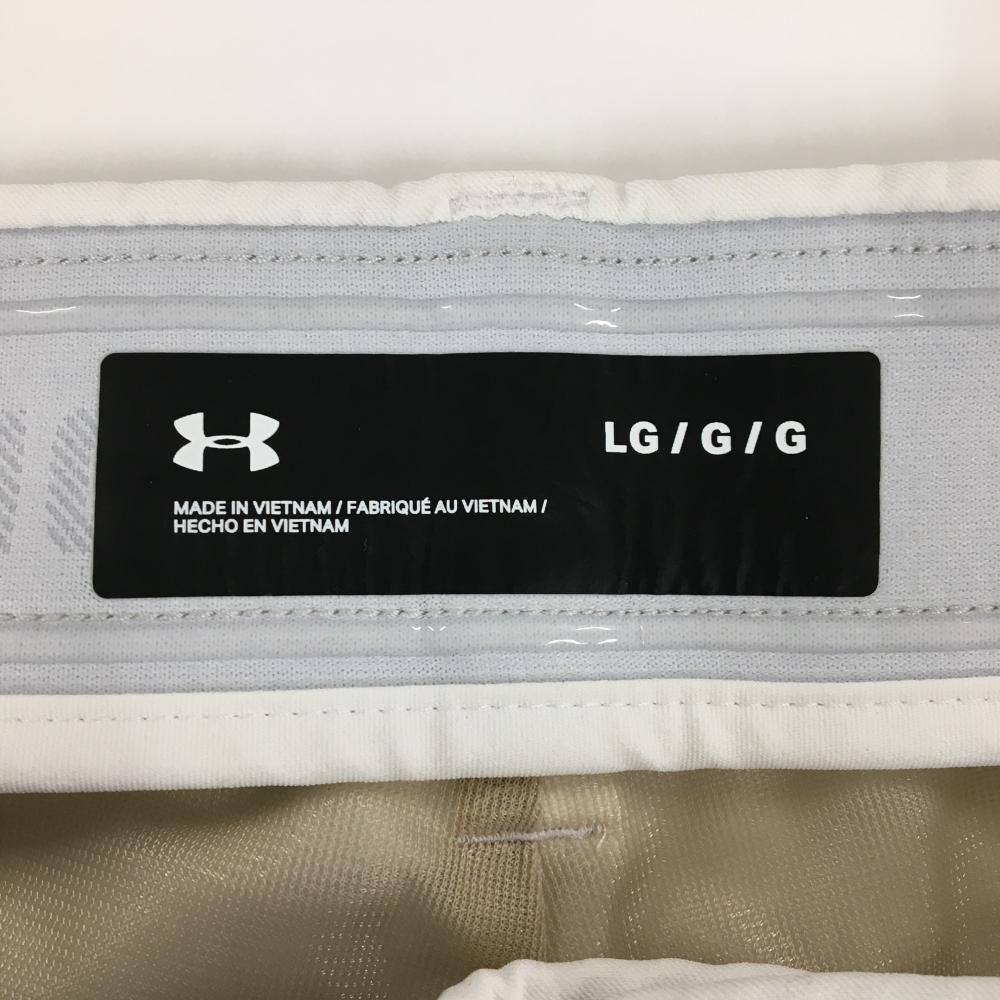 LG / G / G
MADE IN VIETNAM / FABRIQUÉ AU VIETNAM /
HECHO EN VIETNAM